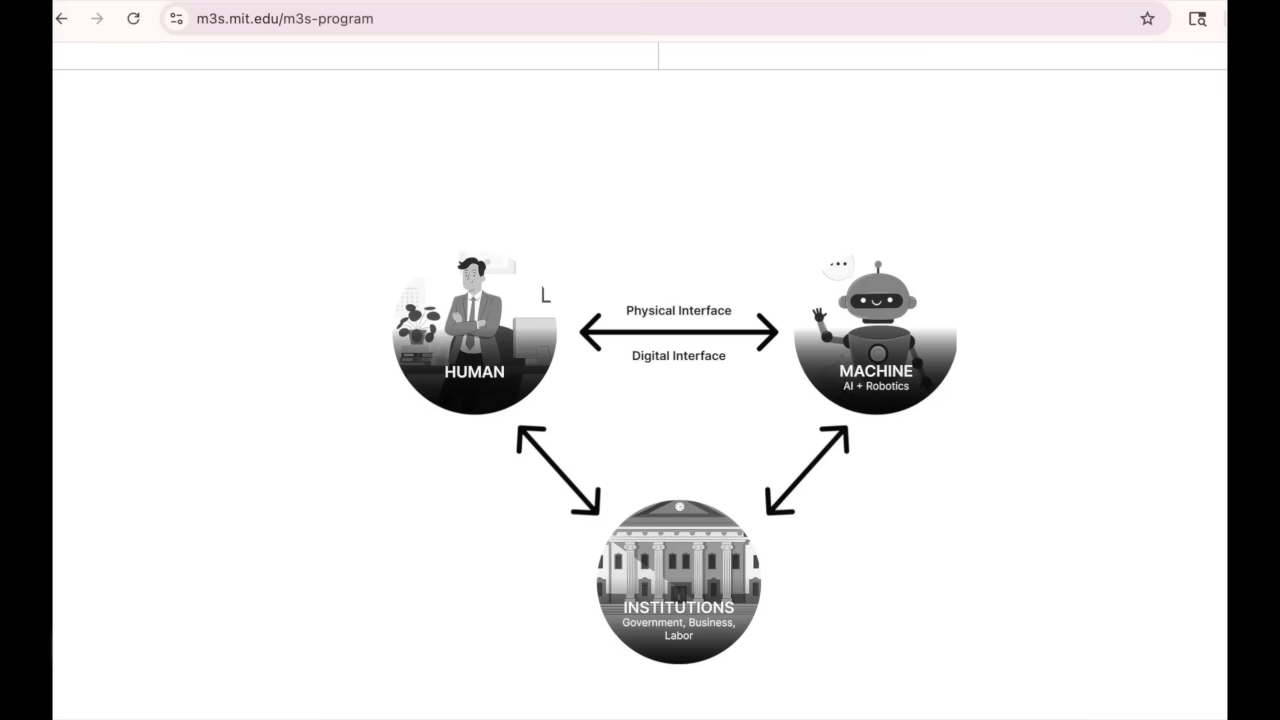 m3s.mit.edu/m3s-program
L
Physical Interface
Digital Interface
HUMAN
MACHINE
AI + Robotics
INSTITUTIONS
Government, Business,
Labor